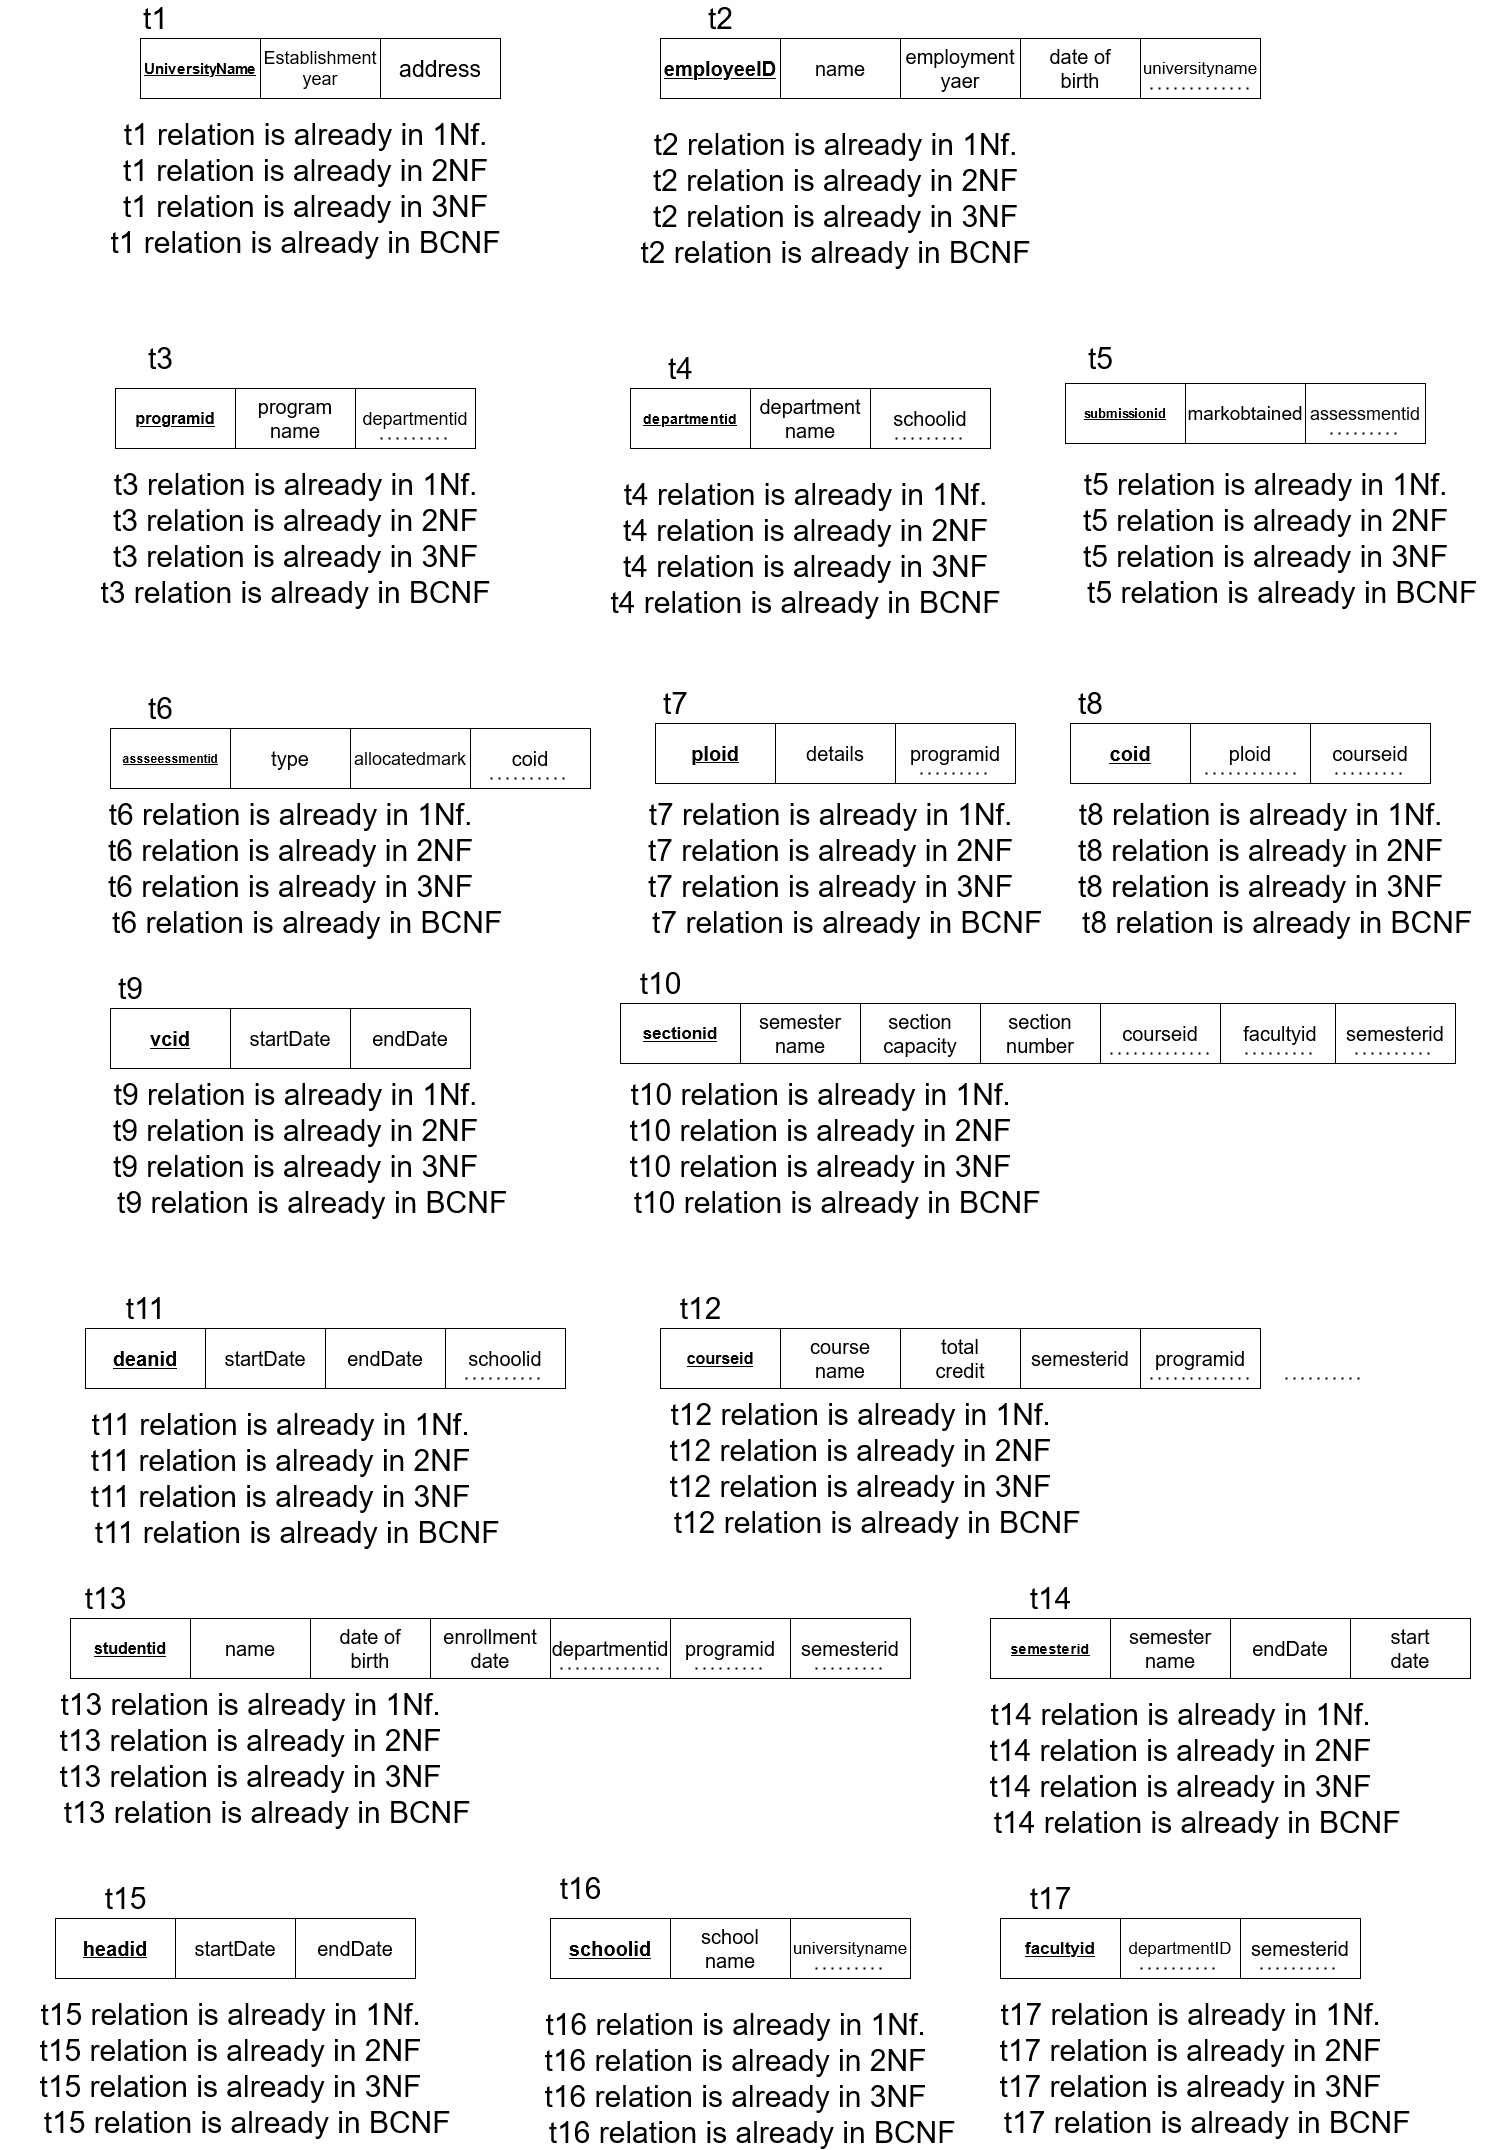 t1
UniversityName
Establishment
year
address
t1 relation is already in 1Nf.
t1 relation is already in 2NF
t1 relation is already in 3NF
t1 relation is already in BCNF
t2
employeeID
name
employment
yaer
date of
birth
universityname
t2 relation is already in 1Nf.
t2 relation is already in 2NF
t2 relation is already in 3NF
t2 relation is already in BCNF
t3
programid
program
name
departmentid
t3 relation is already in 1Nf.
t3 relation is already in 2NF
t3 relation is already in 3NF
t3 relation is already in BCNF
t4
departmentid
department
name
schoolid
t4 relation is already in 1Nf.
t4 relation is already in 2NF
t4 relation is already in 3NF
t4 relation is already in BCNF
t5
submissionid
markobtained
assessmentid
t5 relation is already in 1Nf.
t5 relation is already in 2NF
t5 relation is already in 3NF
t5 relation is already in BCNF
t6
assseessmentid
type
allocatedmark
coid
t6 relation is already in 1Nf.
t6 relation is already in 2NF
t6 relation is already in 3NF
t6 relation is already in BCNF
t7
ploid
details
programid
t7 relation is already in 1Nf.
t7 relation is already in 2NF
t7 relation is already in 3NF
t7 relation is already in BCNF
t8
coid
ploid
courseid
t8 relation is already in 1Nf.
t8 relation is already in 2NF
t8 relation is already in 3NF
t8 relation is already in BCNF
t9
vcid
startDate
endDate
t9 relation is already in 1Nf.
t9 relation is already in 2NF
t9 relation is already in 3NF
t9 relation is already in BCNF
t10
sectionid
semester
name
section
capacity
section
number
courseid
facultyid
semesterid
t10 relation is already in 1Nf.
t10 relation is already in 2NF
t10 relation is already in 3NF
t10 relation is already in BCNF
t11
deanid
startDate
endDate
schoolid
t11 relation is already in 1Nf.
t11 relation is already in 2NF
t11 relation is already in 3NF
t11 relation is already in BCNF
t12
courseid
course
name
total
credit
semesterid
programid
t12 relation is already in 1Nf.
t12 relation is already in 2NF
t12 relation is already in 3NF
t12 relation is already in BCNF
t13
studentid
name
date of
birth
enrollment
date
departmentid
programid
semesterid
t13 relation is already in 1Nf.
t13 relation is already in 2NF
t13 relation is already in 3NF
t13 relation is already in BCNF
t14
semesterid
semester
name
endDate
start
date
t14 relation is already in 1Nf.
t14 relation is already in 2NF
t14 relation is already in 3NF
t14 relation is already in BCNF
t15
headid
startDate
endDate
t15 relation is already in 1Nf.
t15 relation is already in 2NF
t15 relation is already in 3NF
t15 relation is already in BCNF
t16
schoolid
school
name
universityname
t16 relation is already in 1Nf.
t16 relation is already in 2NF
t16 relation is already in 3NF
t16 relation is already in BCNF
t17
facultyid
departmentID
semesterid
t17 relation is already in 1Nf.
t17 relation is already in 2NF
t17 relation is already in 3NF
t17 relation is already in BCNF